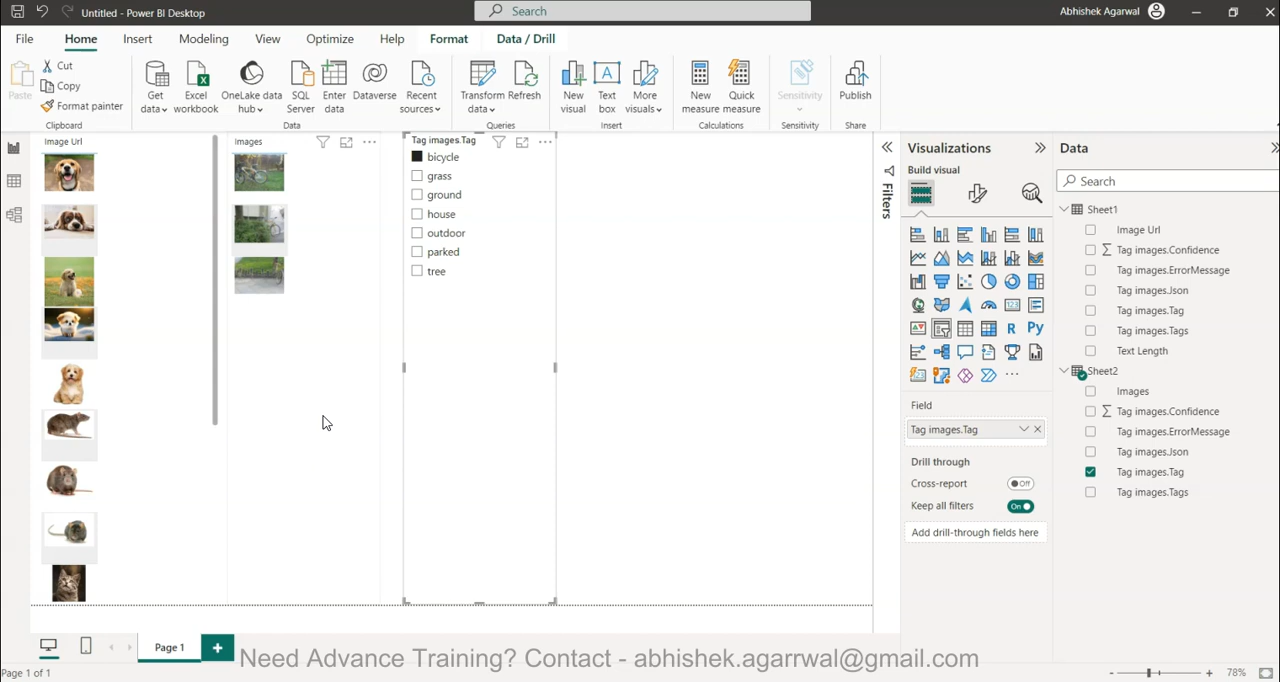 Untitled - Power BI Desktop
Search
Abhishek Agarwal
File
Home
Insert
Modeling
View
Optimize
Help
Format
Data / Drill
Paste
Cut
Copy
Format painter
Get data
Excel workbook
OneLake data hub
SQL Server
Enter data
Dataverse
Recent sources
Transform data
Refresh
New visual
Text box
More visuals
New measure
Quick measure
Sensitivity
Publish
Clipboard
Data
Queries
Insert
Calculations
Sensitivity
Share
Image Url
Images
Tag images.Tag
bicycle
grass
ground
house
outdoor
parked
tree
Filters
Visualizations
Build visual
R
Py
123
Field
Tag images.Tag
Drill through
Cross-report
Off
Keep all filters
On
Add drill-through fields here
Data
Search
Sheet1
Image Url
Tag images.Confidence
Tag images.ErrorMessage
Tag images.Json
Tag images.Tag
Tag images.Tags
Text Length
Sheet2
Images
Tag images.Confidence
Tag images.ErrorMessage
Tag images.Json
Tag images.Tag
Tag images.Tags
Page 1
Need Advance Training? Contact - abhishek.agarrwal@gmail.com
Page 1 of 1
78%